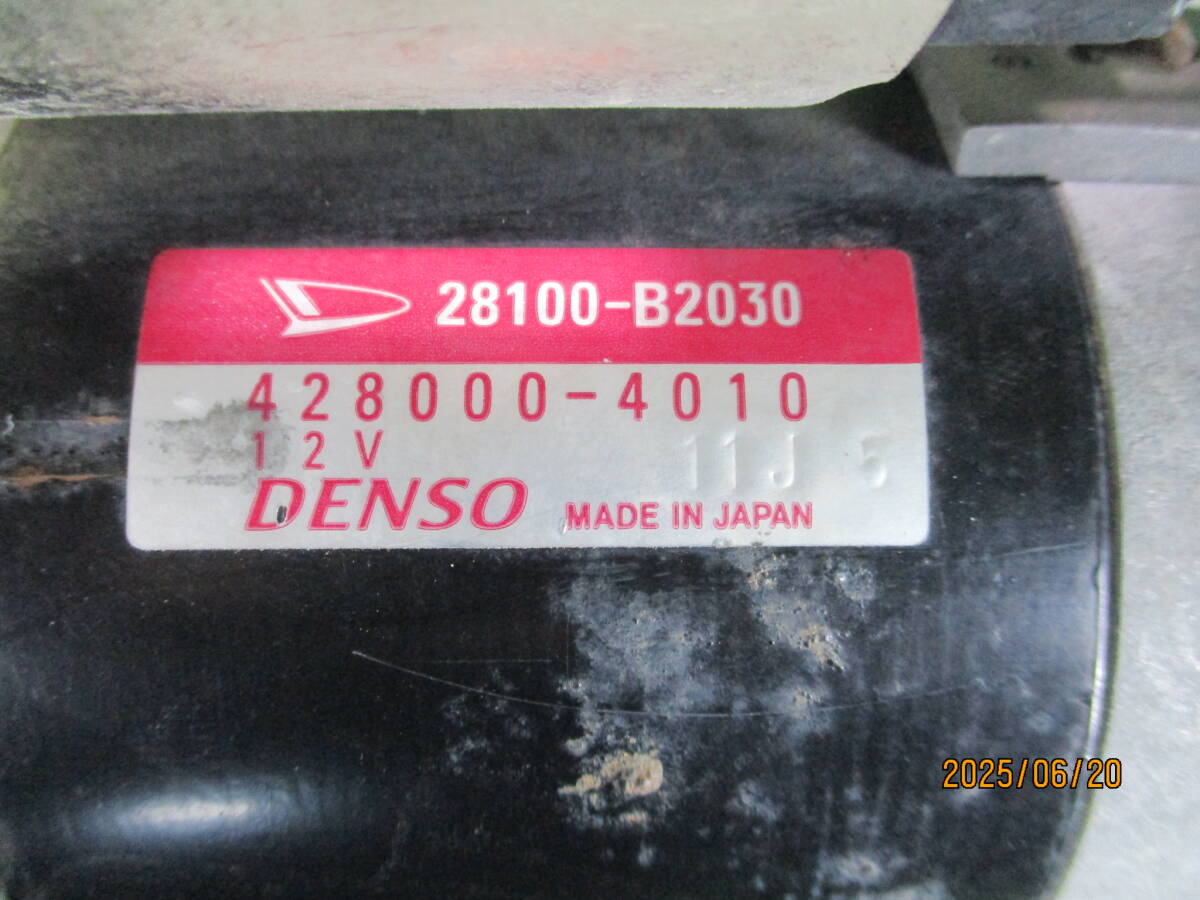 28100-B2030
428000-4010
12V
11J 5
DENSO MADE IN JAPAN
2025/06/20